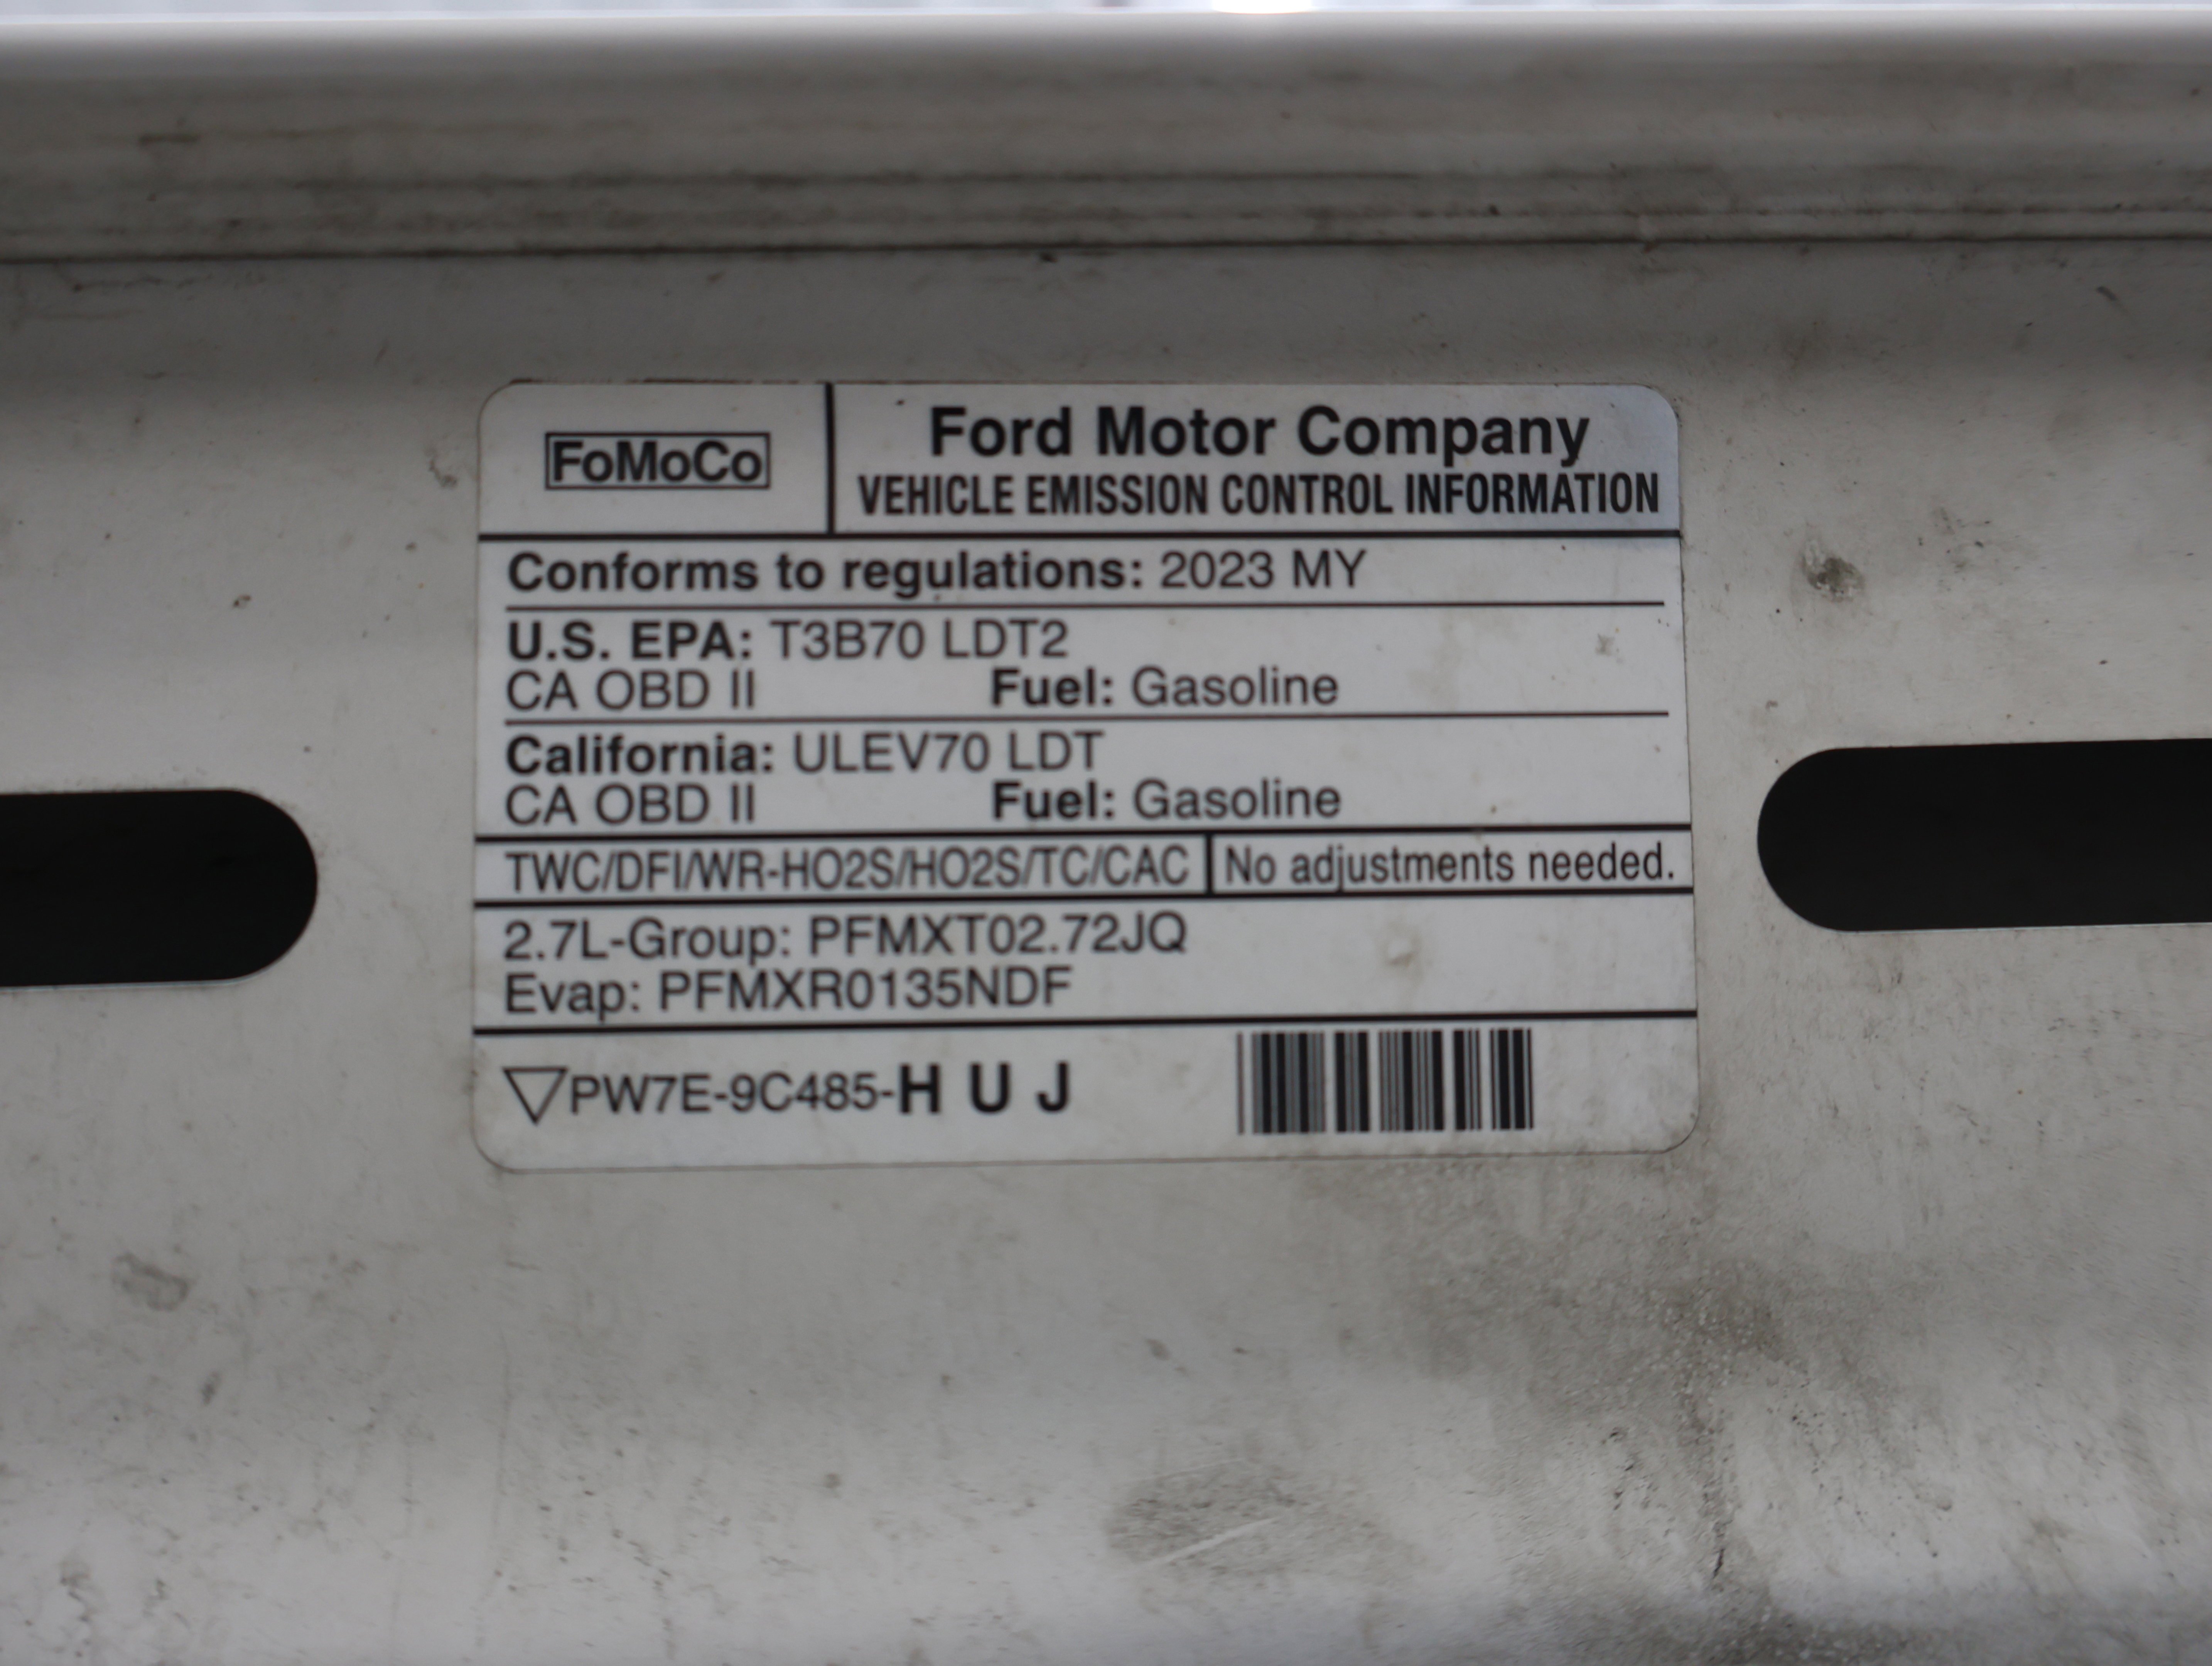 FoMoCo
Ford Motor Company
VEHICLE EMISSION CONTROL INFORMATION
Conforms to regulations: 2023 MY
U.S. EPA: T3B70 LDT2
CA OBD II Fuel: Gasoline
California: ULEV70 LDT
CA OBD II Fuel: Gasoline
TWC/DFI/WR-HO2S/HO2S/TC/CAC No adjustments needed.
2.7L-Group: PFMXT02.72JQ
Evap: PFMXR0135NDF
▽PW7E-9C485-H U J